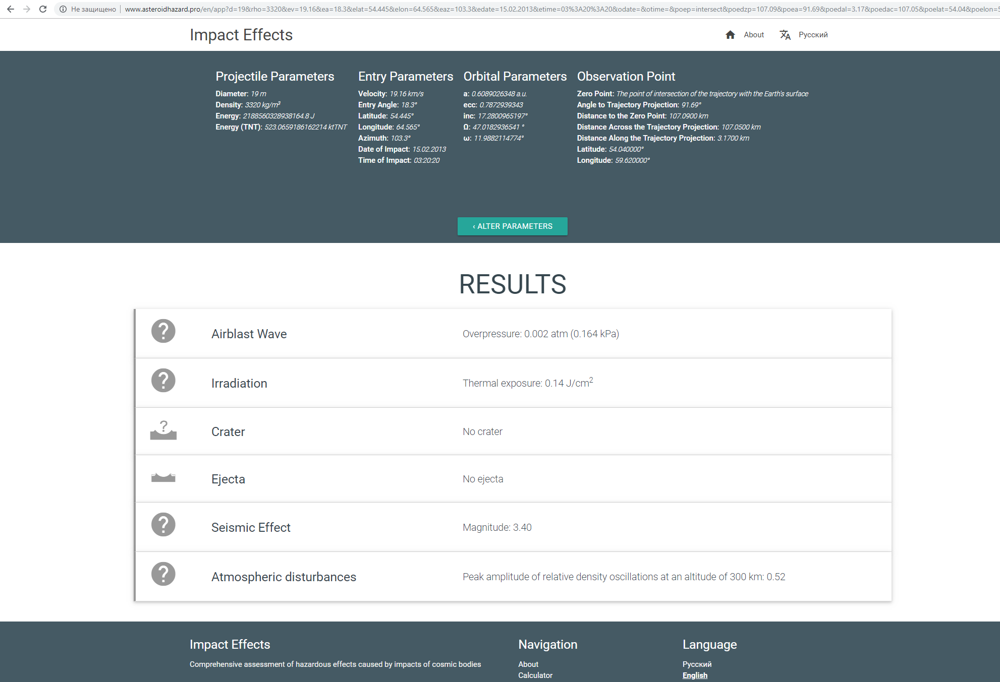 Не защищено | www.asteroidhazard.pro/en/app?d=19&rho=3320&ev=19.16&ea=18.3&elat=54.445&elon=64.565&eaz=103.3&edate=15.02.2013&etime=03%3A20%3A20&odate=&otime=&poep=intersect&poedzp=107.09&poea=91.69&poedal=3.17&poedac=107.05&poelat=54.04&poelon=5
Impact Effects
About
Русский
Projectile Parameters
Diameter: 19 m
Density: 3320 kg/m³
Energy: 2188560328938164.8 J
Energy (TNT): 523.0659186162214 ktTNT
Entry Parameters
Velocity: 19.16 km/s
Entry Angle: 18.3°
Latitude: 54.445°
Longitude: 64.565°
Azimuth: 103.3°
Date of Impact: 15.02.2013
Time of Impact: 03:20:20
Orbital Parameters
a: 0.6089026348 a.u.
ecc: 0.7872939343
inc: 17.2800965197°
Ω: 47.0182936541 °
ω: 11.9882114774°
Observation Point
Zero Point: The point of intersection of the trajectory with the Earth's surface
Angle to Trajectory Projection: 91.69°
Distance to the Zero Point: 107.0900 km
Distance Across the Trajectory Projection: 107.0500 km
Distance Along the Trajectory Projection: 3.1700 km
Latitude: 54.040000°
Longitude: 59.620000°
‹ ALTER PARAMETERS
RESULTS
? Airblast Wave Overpressure: 0.002 atm (0.164 kPa)
? Irradiation Thermal exposure: 0.14 J/cm²
? Crater No crater
Ejecta No ejecta
? Seismic Effect Magnitude: 3.40
? Atmospheric disturbances Peak amplitude of relative density oscillations at an altitude of 300 km: 0.52
Impact Effects
Comprehensive assessment of hazardous effects caused by impacts of cosmic bodies
Navigation
About
Calculator
Language
Русский
English